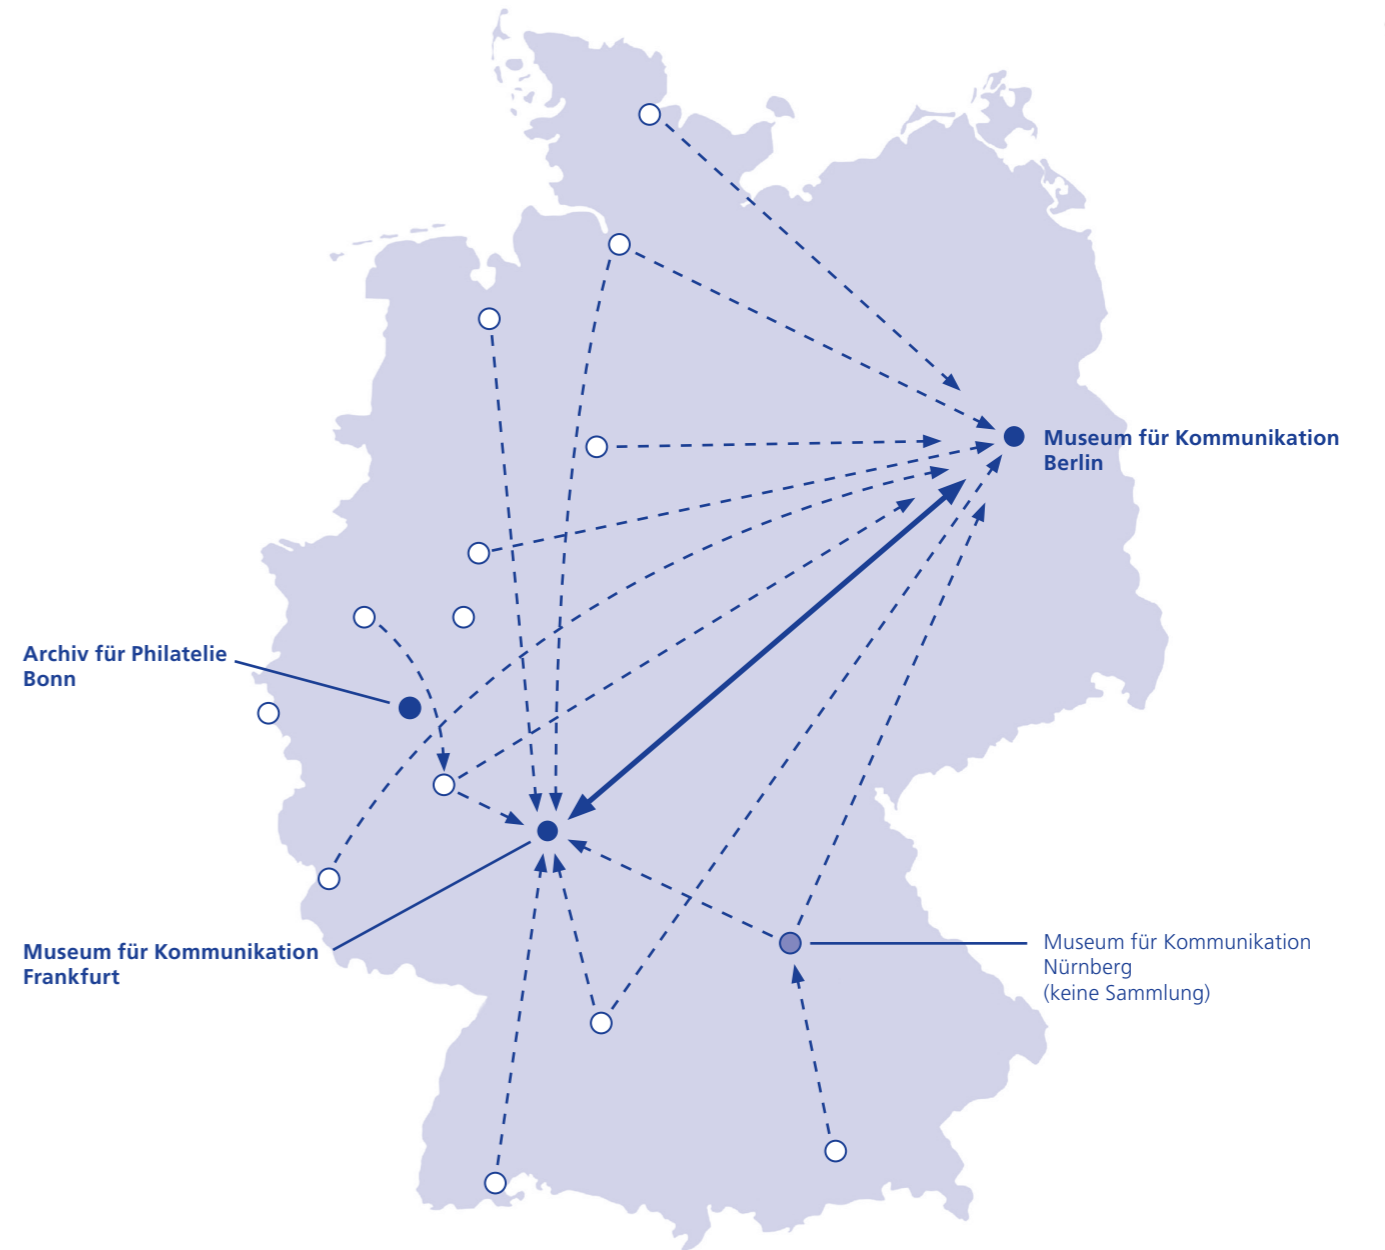 Museum für Kommunikation
Berlin
Archiv für Philatelie
Bonn
Museum für Kommunikation
Frankfurt
Museum für Kommunikation
Nürnberg
(keine Sammlung)